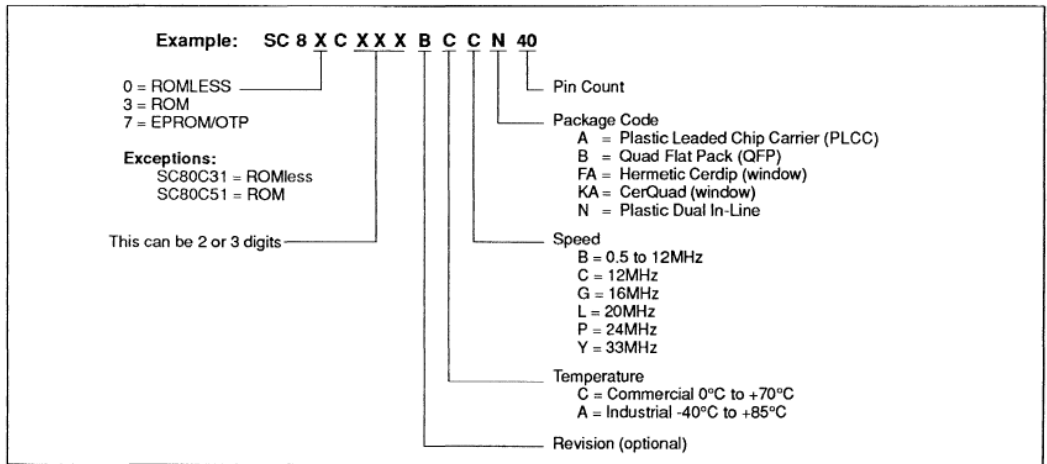 Example: SC 8 X C X X X B C C N 40
0 = ROMLESS
3 = ROM
7 = EPROM/OTP
Exceptions:
SC80C31 = ROMless
SC80C51 = ROM
This can be 2 or 3 digits
Pin Count
Package Code
A = Plastic Leaded Chip Carrier (PLCC)
B = Quad Flat Pack (QFP)
FA = Hermetic Cerdip (window)
KA = CerQuad (window)
N = Plastic Dual In-Line
Speed
B = 0.5 to 12MHz
C = 12MHz
G = 16MHz
L = 20MHz
P = 24MHz
Y = 33MHz
Temperature
C = Commercial 0°C to +70°C
A = Industrial -40°C to +85°C
Revision (optional)